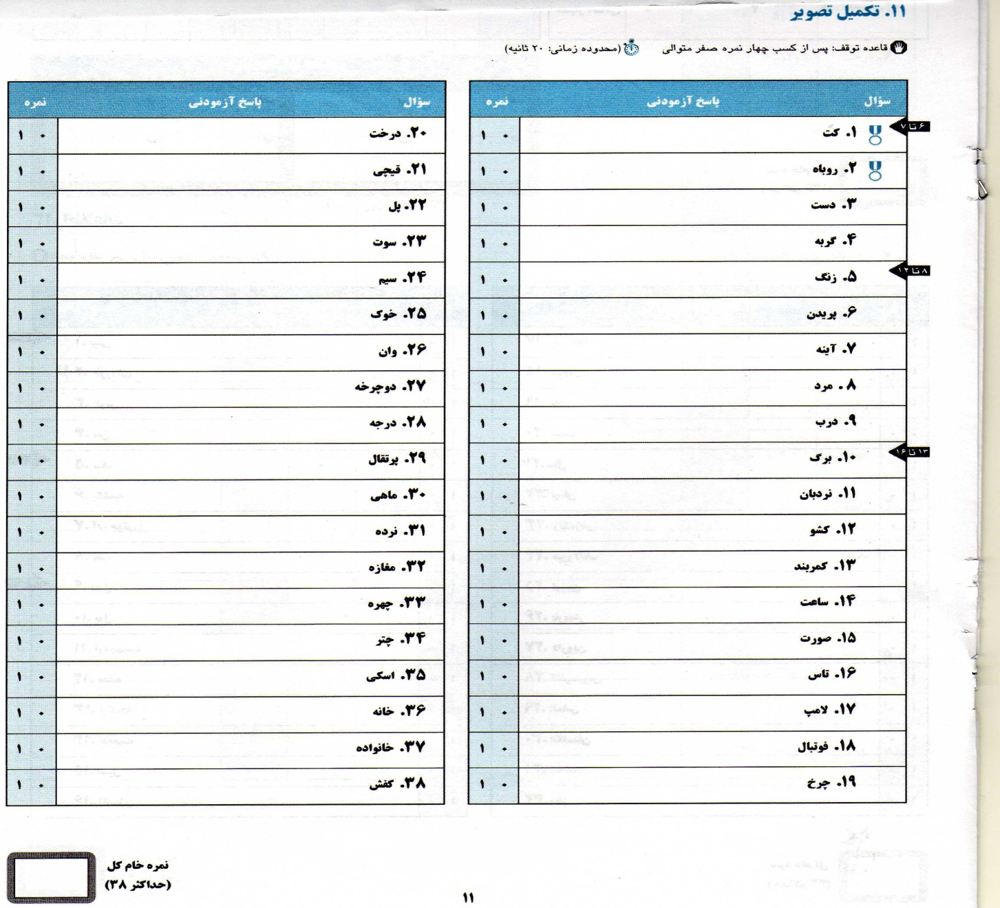 ۱۱. تکمیل تصویر
قاعده توقف: پس از کسب چهار نمره صفر متوالی (محدوده زمانی: ۲۰ ثانیه)
سؤال پاسخ آزمودنی نمره
۶ تا ۷
۱. کت ۰ ۱
۲. روباه ۰ ۱
۳. دست ۰ ۱
۴. گربه ۰ ۱
۸ تا ۱۲
۵. زنگ ۰ ۱
۶. پریدن ۰ ۱
۷. آینه ۰ ۱
۸. مرد ۰ ۱
۹. درب ۰ ۱
۱۳ تا ۱۶
۱۰. برگ ۰ ۱
۱۱. نردبان ۰ ۱
۱۲. کشو ۰ ۱
۱۳. کمربند ۰ ۱
۱۴. ساعت ۰ ۱
۱۵. صورت ۰ ۱
۱۶. تاس ۰ ۱
۱۷. لامپ ۰ ۱
۱۸. فوتبال ۰ ۱
۱۹. چرخ ۰ ۱
سؤال پاسخ آزمودنی نمره
۲۰. درخت ۰ ۱
۲۱. قیچی ۰ ۱
۲۲. پل ۰ ۱
۲۳. سوت ۰ ۱
۲۴. سیم ۰ ۱
۲۵. خوک ۰ ۱
۲۶. وان ۰ ۱
۲۷. دوچرخه ۰ ۱
۲۸. درجه ۰ ۱
۲۹. پرتقال ۰ ۱
۳۰. ماهی ۰ ۱
۳۱. نرده ۰ ۱
۳۲. مغازه ۰ ۱
۳۳. چهره ۰ ۱
۳۴. چتر ۰ ۱
۳۵. اسکی ۰ ۱
۳۶. خانه ۰ ۱
۳۷. خانواده ۰ ۱
۳۸. کفش ۰ ۱
نمره خام کل
(حداکثر ۳۸)
۱۱